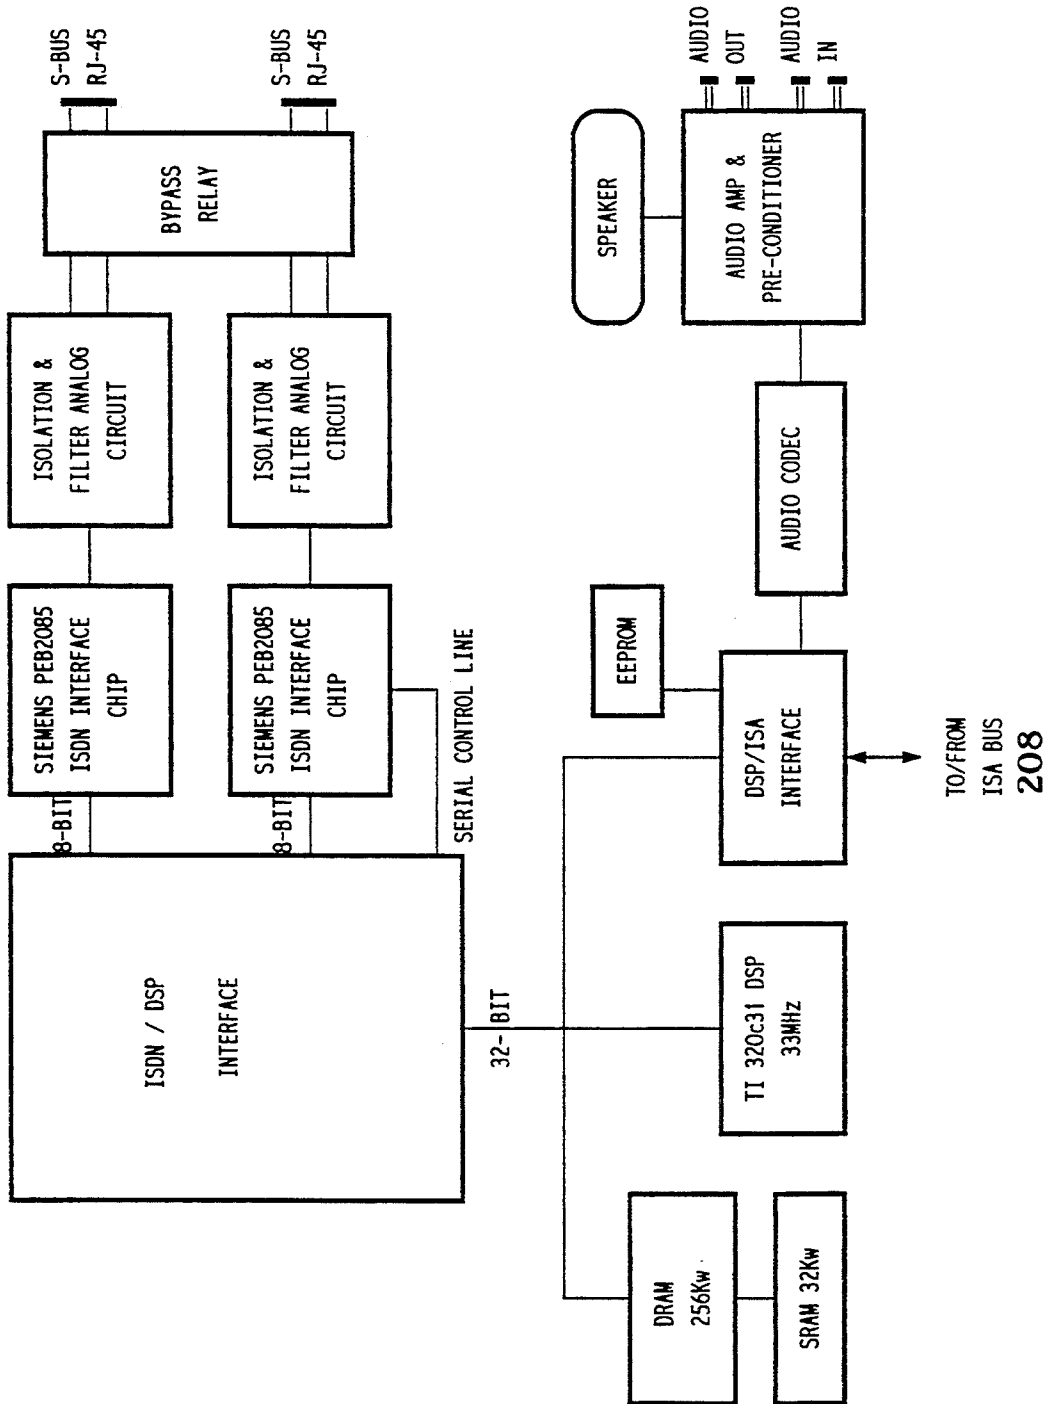 S-BUS
RJ-45
S-BUS
RJ-45
BYPASS
RELAY
ISOLATION &
FILTER ANALOG
CIRCUIT
ISOLATION &
FILTER ANALOG
CIRCUIT
SIEMENS PEB2085
ISDN INTERFACE
CHIP
SIEMENS PEB2085
ISDN INTERFACE
CHIP
8-BIT
8-BIT
SERIAL CONTROL LINE
ISDN / DSP
INTERFACE
32-BIT
AUDIO
OUT
AUDIO
IN
SPEAKER
AUDIO AMP &
PRE-CONDITIONER
AUDIO CODEC
EEPROM
DSP/ISA
INTERFACE
TO/FROM
ISA BUS
208
TI 320c31 DSP
33MHz
DRAM
256Kw
SRAM 32Kw